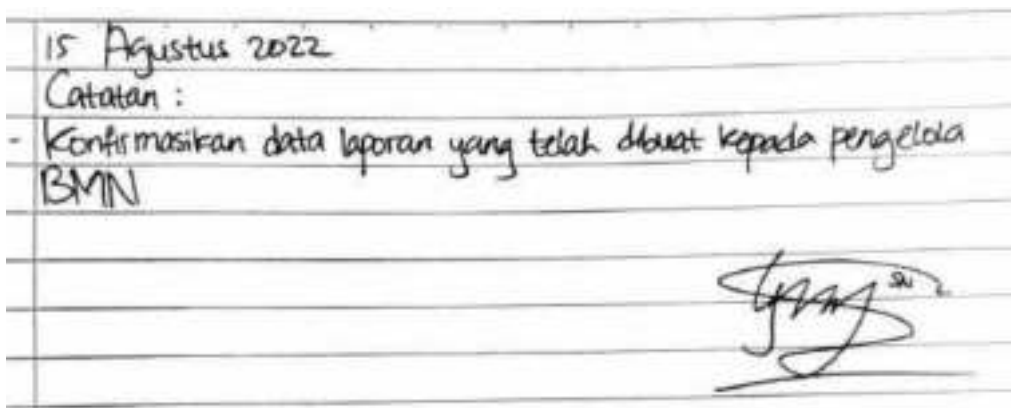 15 Agustus 2022
Catatan :
- Konfirmasikan data laporan yang telah dibuat kepada pengelola
BMN